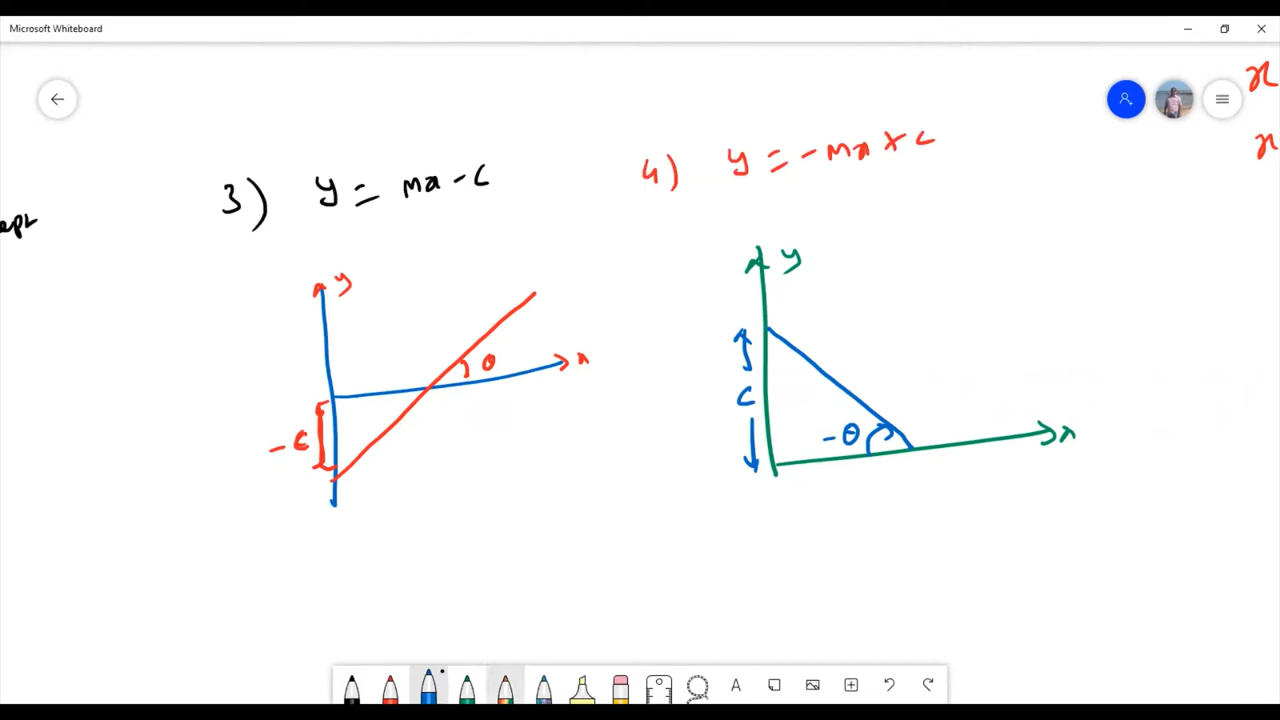 Microsoft Whiteboard
3) y = mx - c
4) y = -mx + c
y
θ
x
- c
y
c
- θ
x
x
x
A